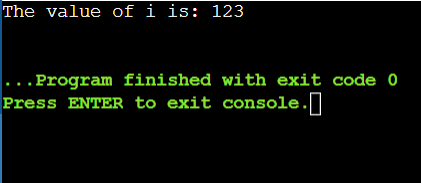 The value of i is: 123
...Program finished with exit code 0
Press ENTER to exit console.